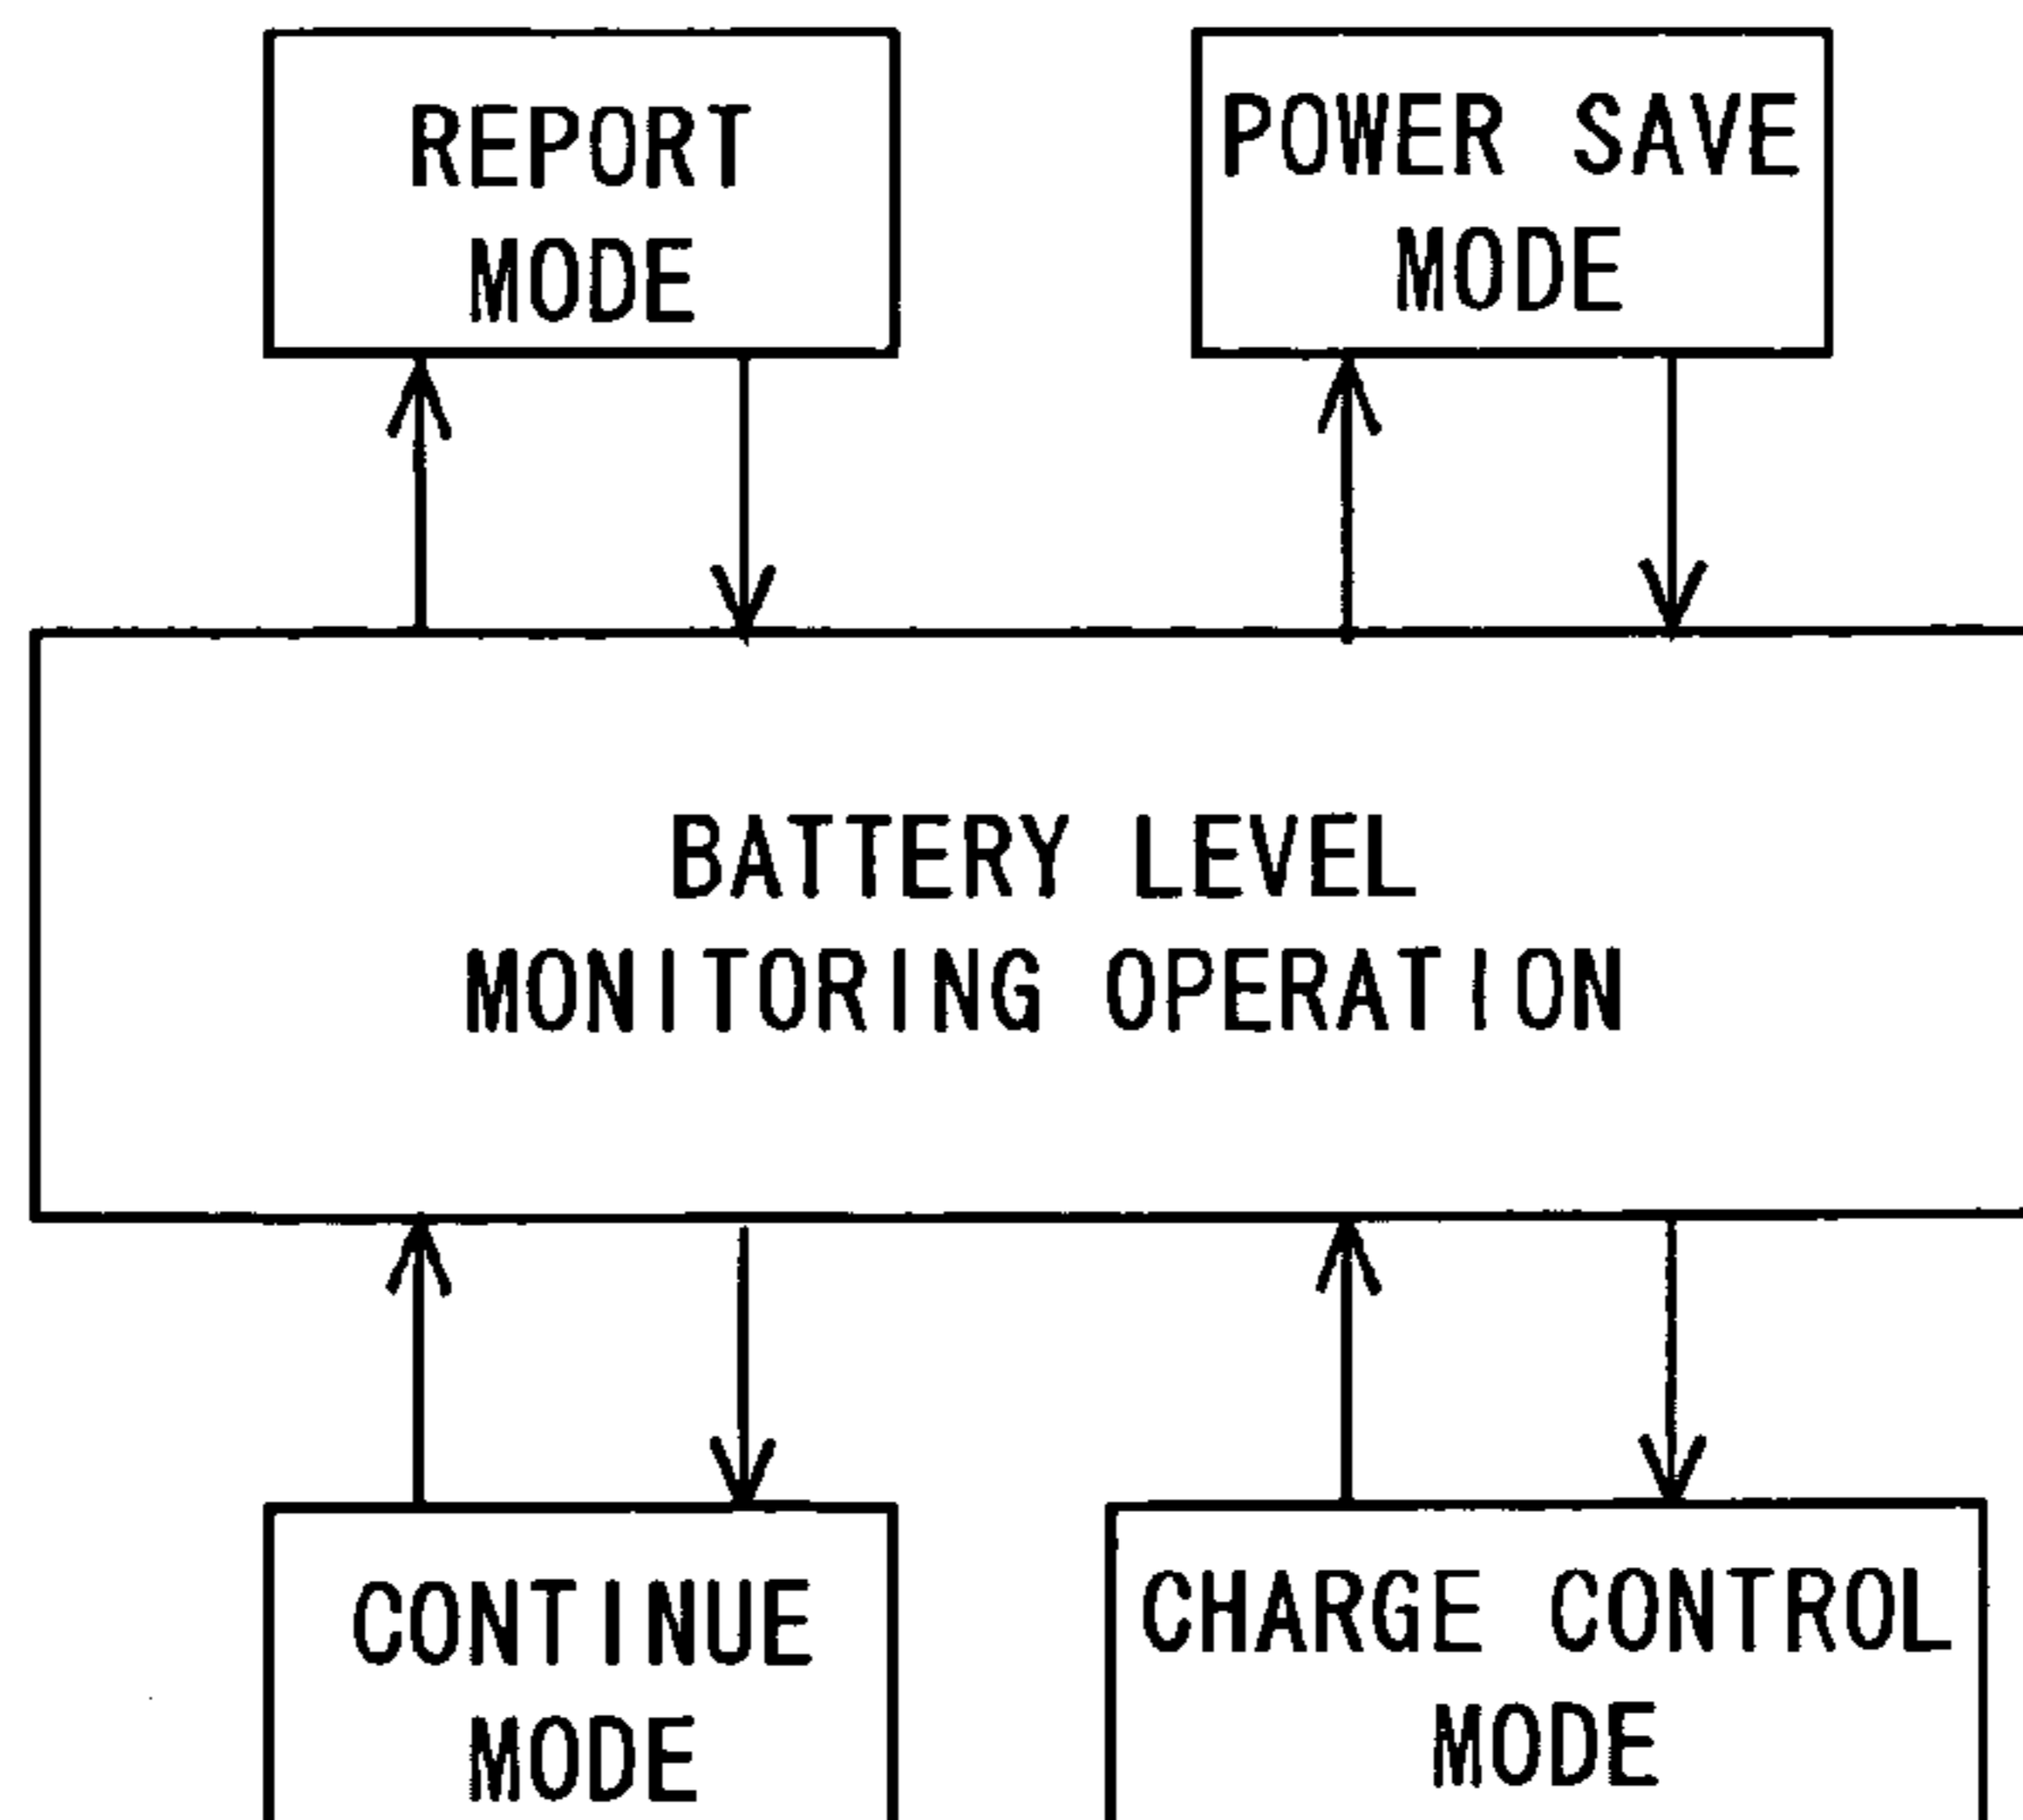 REPORT
MODE
POWER SAVE
MODE
BATTERY LEVEL
MONITORING OPERATION
CONTINUE
MODE
CHARGE CONTROL
MODE